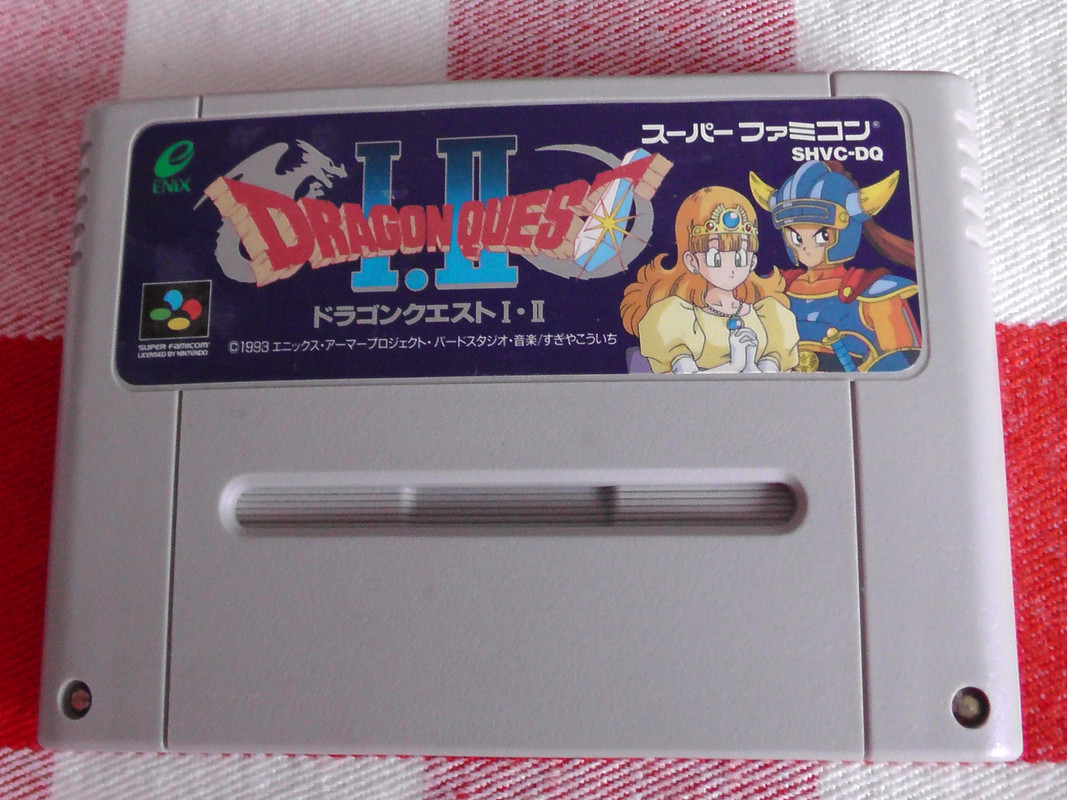 スーパーファミコン®
SHVC-DQ
ENIX
DRAGON QUEST
I・II
ドラゴンクエストI・II
SUPER FAMICOM
LICENSED BY NINTENDO
©1993 エニックス・アーマープロジェクト・バードスタジオ・音楽/すぎやこういち